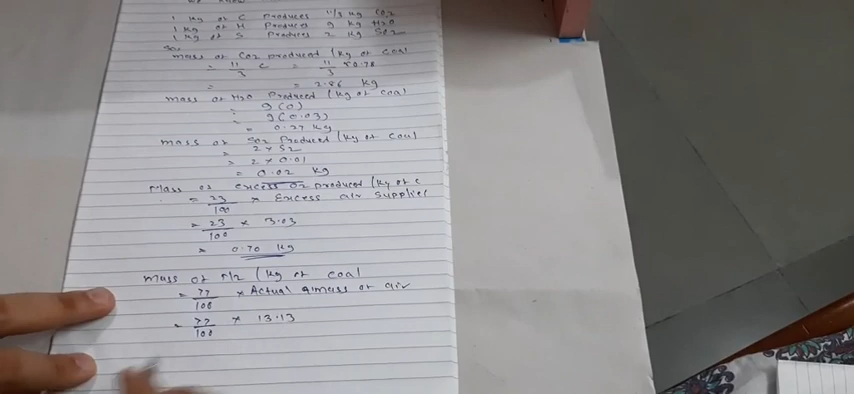 we know
1 kg of C produces 11/3 kg CO2
1 kg of H produces 9 kg H2O
1 kg of S produces 2 kg SO2
So,
mass of CO2 produced (kg of coal
= 11/3 C = 11/3 × 0.78
= = 2.86 kg
mass of H2O produced (kg of coal
= 9(0)
= 9(0.03)
= 0.27 kg
mass of SO2 produced (kg of coal
= 2 × S2
= 2 × 0.01
= 0.02 kg
Mass of excess O2 produced (kg of c
= 23/100 × Excess air supplied
= 23/100 * 3.03
= 0.70 kg
mass of N2 (kg of coal
= 77/100 × Actual mass of air
= 77/100 * 13.13